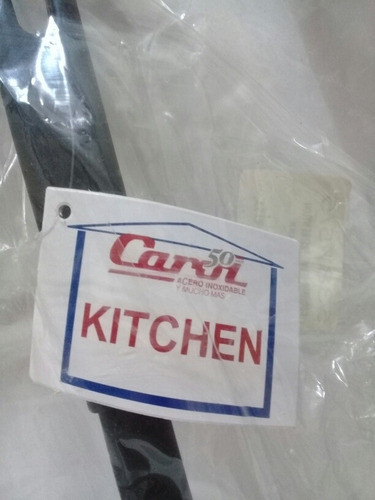 Carol
50
ACERO INOXIDABLE
Y MUCHO MAS
KITCHEN